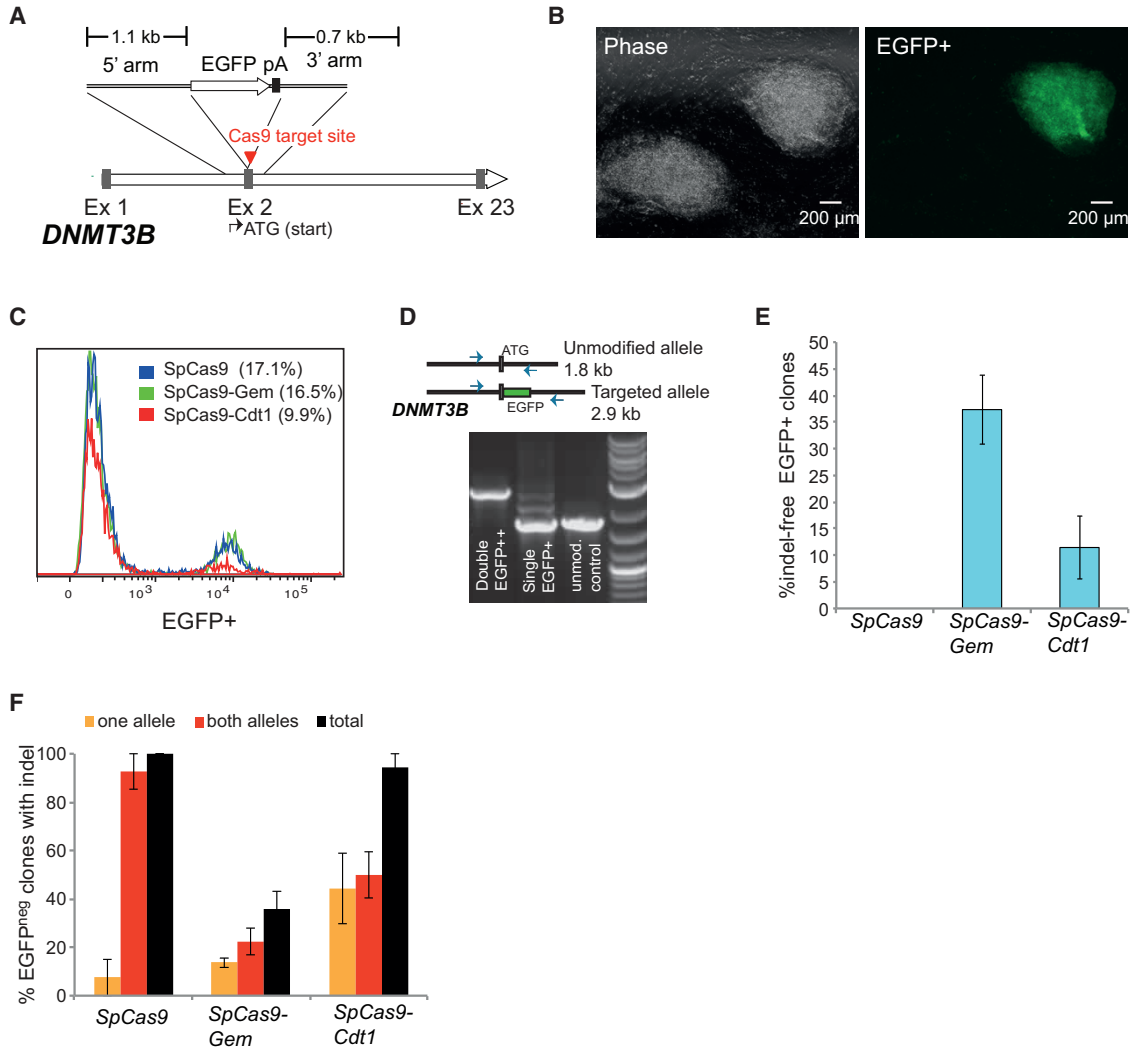 A
1.1 kb
0.7 kb
5' arm
EGFP pA
3' arm
Cas9 target site
Ex 1
Ex 2
Ex 23
ATG (start)
DNMT3B
B
Phase
200 µm
EGFP+
200 µm
C
SpCas9 (17.1%)
SpCas9-Gem (16.5%)
SpCas9-Cdt1 (9.9%)
0
10³
10⁴
10⁵
EGFP+
D
ATG
Unmodified allele
1.8 kb
Targeted allele
2.9 kb
DNMT3B
EGFP
Double
EGFP++
Single
EGFP+
unmod.
control
E
%indel-free EGFP+ clones
50
45
40
35
30
25
20
15
10
5
0
SpCas9
SpCas9-
Gem
SpCas9-
Cdt1
F
one allele
both alleles
total
% EGFPⁿᵉᵍ clones with indel
100
80
60
40
20
0
SpCas9
SpCas9-
Gem
SpCas9-
Cdt1